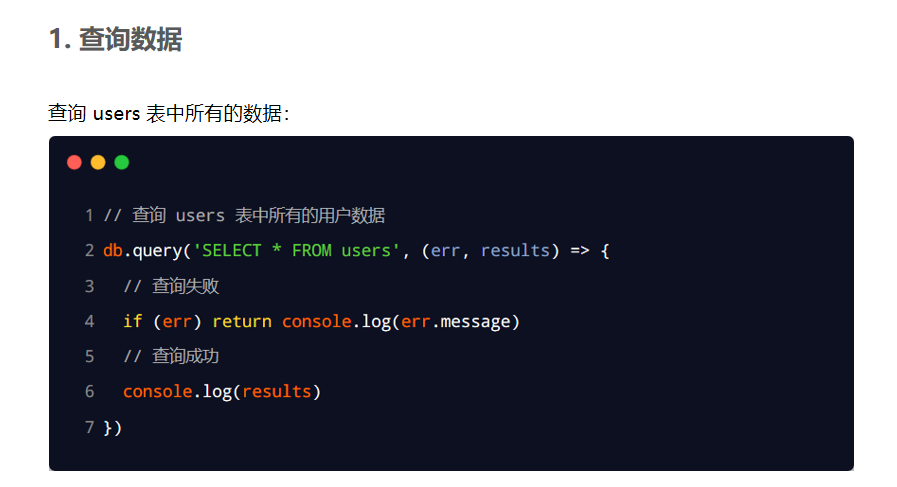 1. 查询数据
查询 users 表中所有的数据：
1 // 查询 users 表中所有的用户数据
2 db.query('SELECT * FROM users', (err, results) => {
3   // 查询失败
4   if (err) return console.log(err.message)
5   // 查询成功
6   console.log(results)
7 })